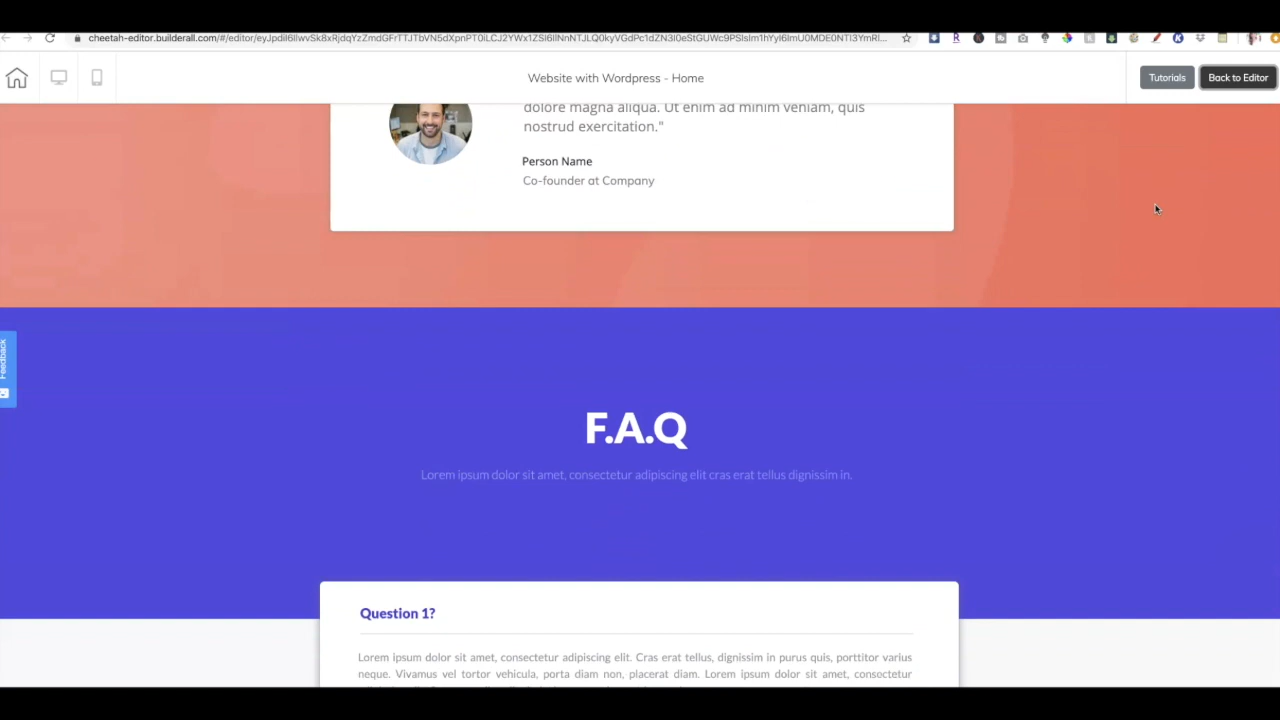 Website with Wordpress - Home
Tutorials
Back to Editor
dolore magna aliqua. Ut enim ad minim veniam, quis
nostrud exercitation."
Person Name
Co-founder at Company
Feedback
F.A.Q
Lorem ipsum dolor sit amet, consectetur adipiscing elit cras erat tellus dignissim in.
Question 1?
Lorem ipsum dolor sit amet, consectetur adipiscing elit. Cras erat tellus, dignissim in purus quis, porttitor varius
neque. Vivamus vel tortor vehicula, porta diam non, placerat diam. Lorem ipsum dolor sit amet, consectetur